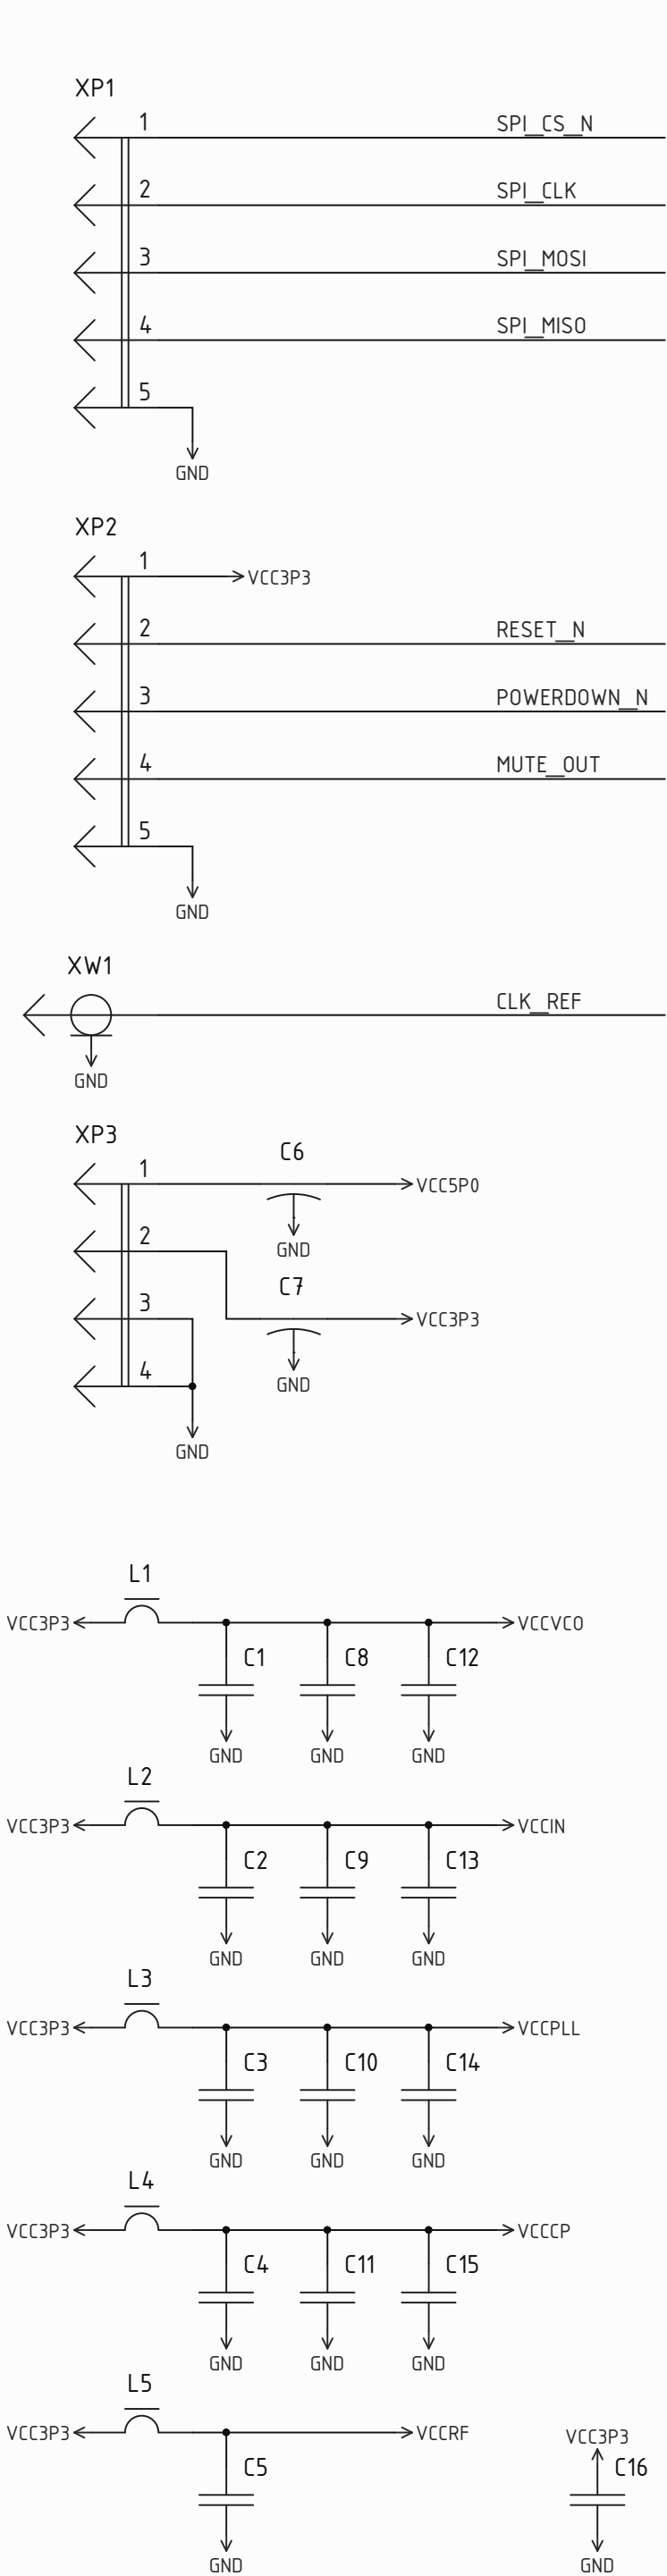 XP1
1 SPI_CS_N
2 SPI_CLK
3 SPI_MOSI
4 SPI_MISO
5
GND
XP2
1 VCC3P3
2 RESET_N
3 POWERDOWN_N
4 MUTE_OUT
5
GND
XW1
CLK_REF
GND
XP3
1 C6 VCC5P0
GND
2
C7
3 VCC3P3
GND
4
GND
L1
VCC3P3 VCCVCO
C1 C8 C12
GND GND GND
L2
VCC3P3 VCCIN
C2 C9 C13
GND GND GND
L3
VCC3P3 VCCPLL
C3 C10 C14
GND GND GND
L4
VCC3P3 VCCCP
C4 C11 C15
GND GND GND
L5
VCC3P3 VCCRF VCC3P3
C5 C16
GND GND